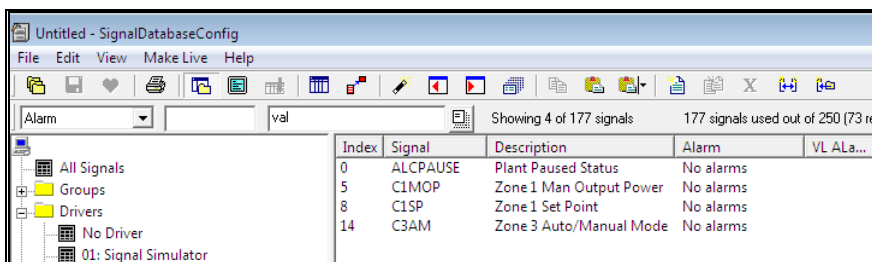 Untitled - SignalDatabaseConfig
File Edit View Make Live Help
Alarm val Showing 4 of 177 signals 177 signals used out of 250 (73 re
Index Signal Description Alarm VL ALa...
All Signals 0 ALCPAUSE Plant Paused Status No alarms
Groups 5 C1MOP Zone 1 Man Output Power No alarms
Drivers 8 C1SP Zone 1 Set Point No alarms
No Driver 14 C3AM Zone 3 Auto/Manual Mode No alarms
01: Signal Simulator